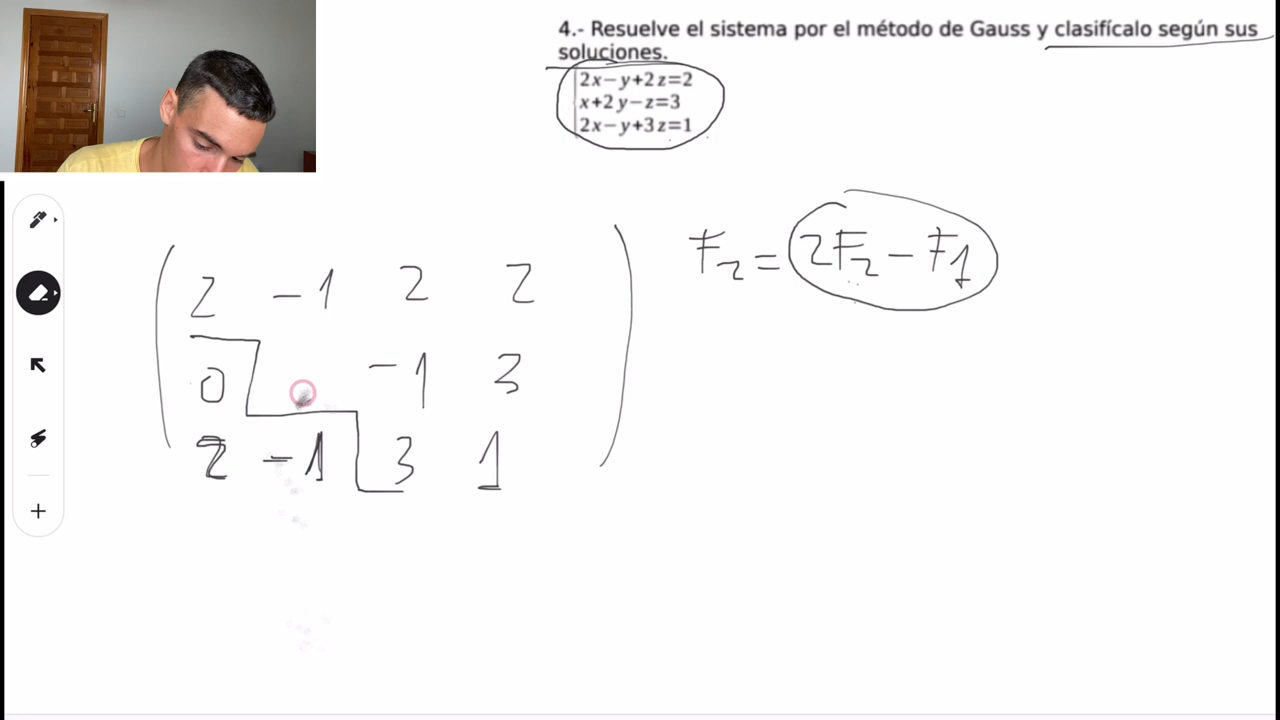 4.- Resuelve el sistema por el método de Gauss y clasifícalo según sus
soluciones.
2x−y+2z=2
x+2y−z=3
2x−y+3z=1
F2 = 2F2 − F1
2 −1 2 2
0 −1 3
2 −1 3 1